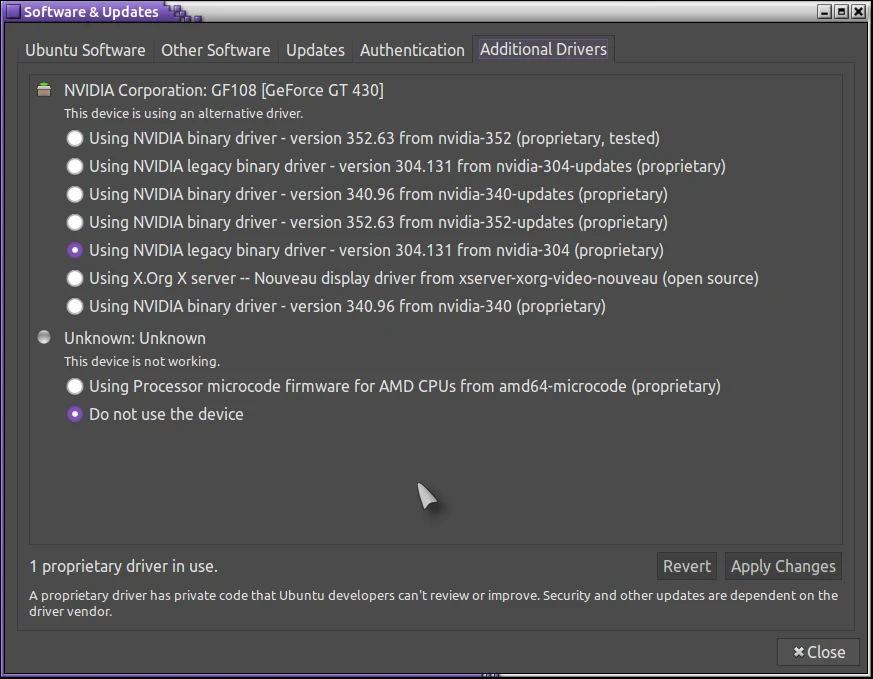 Software & Updates
Ubuntu Software
Other Software
Updates
Authentication
Additional Drivers
NVIDIA Corporation: GF108 [GeForce GT 430]
This device is using an alternative driver.
Using NVIDIA binary driver - version 352.63 from nvidia-352 (proprietary, tested)
Using NVIDIA legacy binary driver - version 304.131 from nvidia-304-updates (proprietary)
Using NVIDIA binary driver - version 340.96 from nvidia-340-updates (proprietary)
Using NVIDIA binary driver - version 352.63 from nvidia-352-updates (proprietary)
Using NVIDIA legacy binary driver - version 304.131 from nvidia-304 (proprietary)
Using X.Org X server -- Nouveau display driver from xserver-xorg-video-nouveau (open source)
Using NVIDIA binary driver - version 340.96 from nvidia-340 (proprietary)
Unknown: Unknown
This device is not working.
Using Processor microcode firmware for AMD CPUs from amd64-microcode (proprietary)
Do not use the device
1 proprietary driver in use.
Revert
Apply Changes
A proprietary driver has private code that Ubuntu developers can't review or improve. Security and other updates are dependent on the
driver vendor.
Close